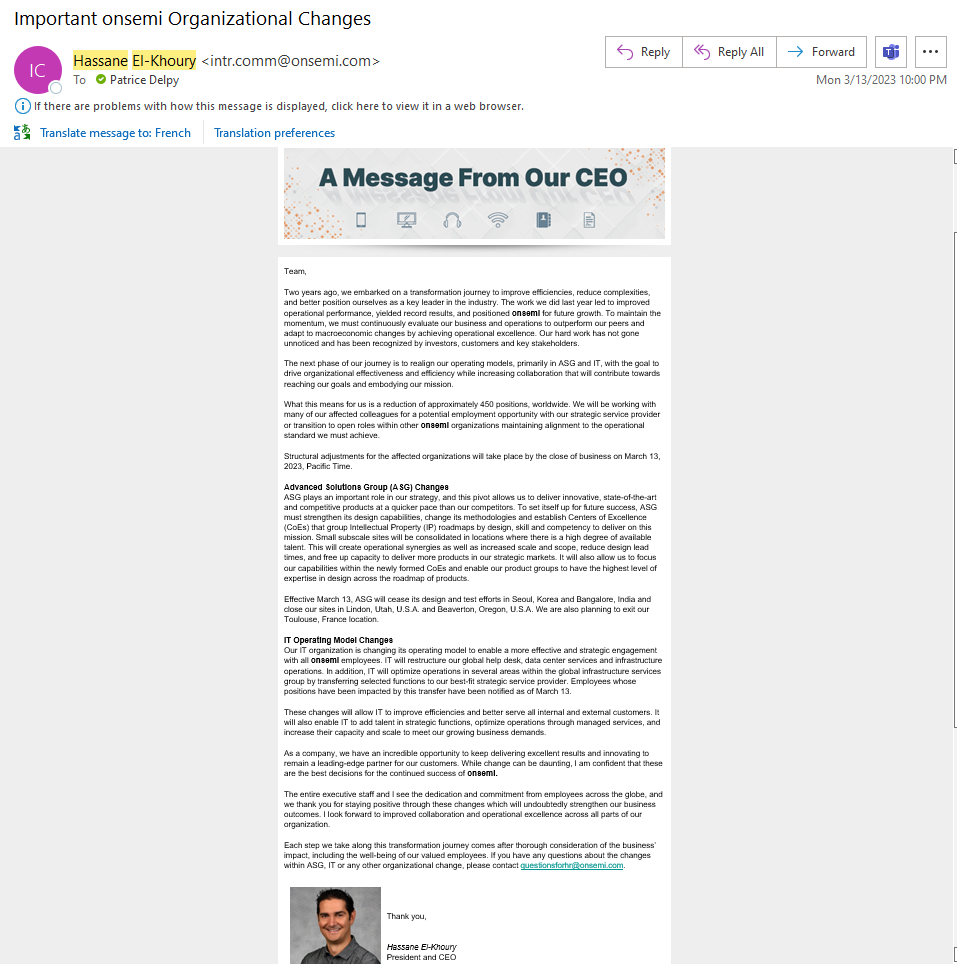 Important onsemi Organizational Changes
IC
Hassane El-Khoury <intr.comm@onsemi.com>
To Patrice Delpy
Reply
Reply All
Forward
Mon 3/13/2023 10:00 PM
If there are problems with how this message is displayed, click here to view it in a web browser.
Translate message to: French
Translation preferences
A Message From Our CEO
Team,
Two years ago, we embarked on a transformation journey to improve efficiencies, reduce complexities,
and better position ourselves as a key leader in the industry. The work we did last year led to improved
operational performance, yielded record results, and positioned onsemi for future growth. To maintain the
momentum, we must continuously evaluate our business and operations to outperform our peers and
adapt to macroeconomic changes by achieving operational excellence. Our hard work has not gone
unnoticed and has been recognized by investors, customers and key stakeholders.
The next phase of our journey is to realign our operating models, primarily in ASG and IT, with the goal to
drive organizational effectiveness and efficiency while increasing collaboration that will contribute towards
reaching our goals and embodying our mission.
What this means for us is a reduction of approximately 450 positions, worldwide. We will be working with
many of our affected colleagues for a potential employment opportunity with our strategic service provider
or transition to open roles within other onsemi organizations maintaining alignment to the operational
standard we must achieve.
Structural adjustments for the affected organizations will take place by the close of business on March 13,
2023, Pacific Time.
Advanced Solutions Group (ASG) Changes
ASG plays an important role in our strategy, and this pivot allows us to deliver innovative, state-of-the-art
and competitive products at a quicker pace than our competitors. To set itself up for future success, ASG
must strengthen its design capabilities, change its methodologies and establish Centers of Excellence
(CoEs) that group Intellectual Property (IP) roadmaps by design, skill and competency to deliver on this
mission. Small subscale sites will be consolidated in locations where there is a high degree of available
talent. This will create operational synergies as well as increased scale and scope, reduce design lead
times, and free up capacity to deliver more products in our strategic markets. It will also allow us to focus
our capabilities within the newly formed CoEs and enable our product groups to have the highest level of
expertise in design across the roadmap of products.
Effective March 13, ASG will cease its design and test efforts in Seoul, Korea and Bangalore, India and
close our sites in Lindon, Utah, U.S.A. and Beaverton, Oregon, U.S.A. We are also planning to exit our
Toulouse, France location.
IT Operating Model Changes
Our IT organization is changing its operating model to enable a more effective and strategic engagement
with all onsemi employees. IT will restructure our global help desk, data center services and infrastructure
operations. In addition, IT will optimize operations in several areas within the global infrastructure services
group by transferring selected functions to our best-fit strategic service provider. Employees whose
positions have been impacted by this transfer have been notified as of March 13.
These changes will allow IT to improve efficiencies and better serve all internal and external customers. It
will also enable IT to add talent in strategic functions, optimize operations through managed services, and
increase their capacity and scale to meet our growing business demands.
As a company, we have an incredible opportunity to keep delivering excellent results and innovating to
remain a leading-edge partner for our customers. While change can be daunting, I am confident that these
are the best decisions for the continued success of onsemi.
The entire executive staff and I see the dedication and commitment from employees across the globe, and
we thank you for staying positive through these changes which will undoubtedly strengthen our business
outcomes. I look forward to improved collaboration and operational excellence across all parts of our
organization.
Each step we take along this transformation journey comes after thorough consideration of the business'
impact, including the well-being of our valued employees. If you have any questions about the changes
within ASG, IT or any other organizational change, please contact questionsforhr@onsemi.com.
Thank you,
Hassane El-Khoury
President and CEO